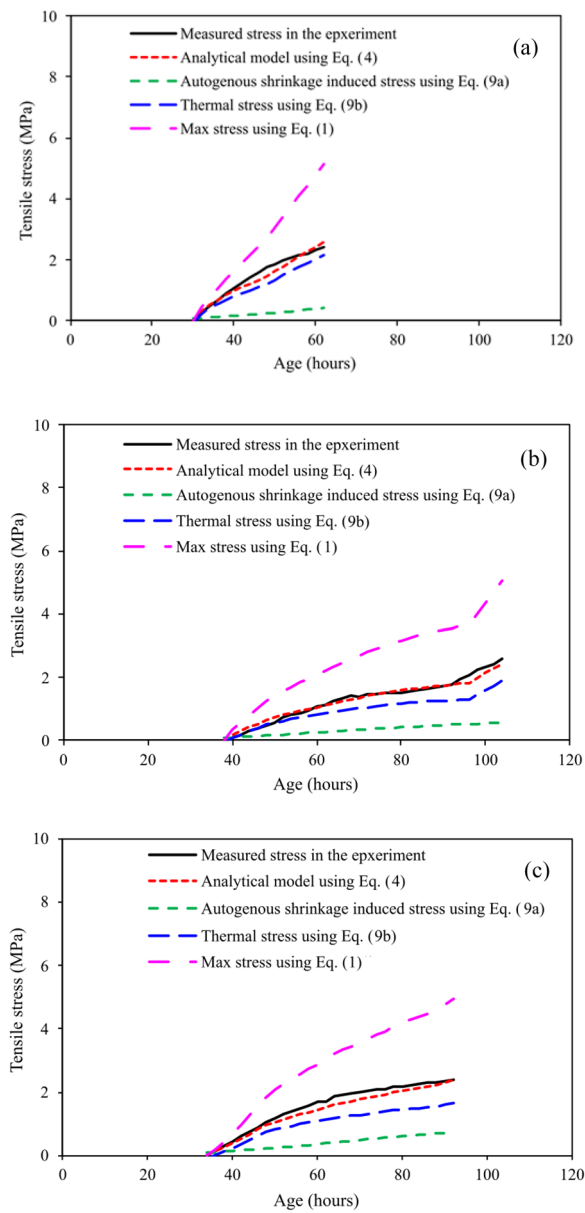 10
Measured stress in the epxeriment
(a)
Analytical model using Eq. (4)
8
Autogenous shrinkage induced stress using Eq. (9a)
Thermal stress using Eq. (9b)
Max stress using Eq. (1)
6
Tensile stress (MPa)
4
2
0
0 20 40 60 80 100 120
Age (hours)
10
Measured stress in the epxeriment
(b)
Analytical model using Eq. (4)
8
Autogenous shrinkage induced stress using Eq. (9a)
Thermal stress using Eq. (9b)
6
Max stress using Eq. (1)
Tensile stress (MPa)
4
2
0
0 20 40 60 80 100 120
Age (hours)
10
Measured stress in the epxeriment
(c)
Analytical model using Eq. (4)
8
Autogenous shrinkage induced stress using Eq. (9a)
Thermal stress using Eq. (9b)
6
Max stress using Eq. (1)
Tensile stress (MPa)
4
2
0
0 20 40 60 80 100 120
Age (hours)